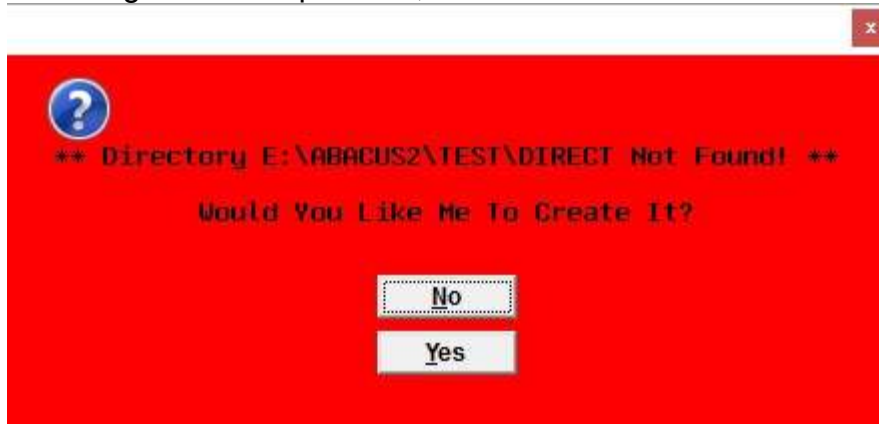 x
?
** Directory E:\ABACUS2\TEST\DIRECT Not Found! **
Would You Like Me To Create It?
No
Yes